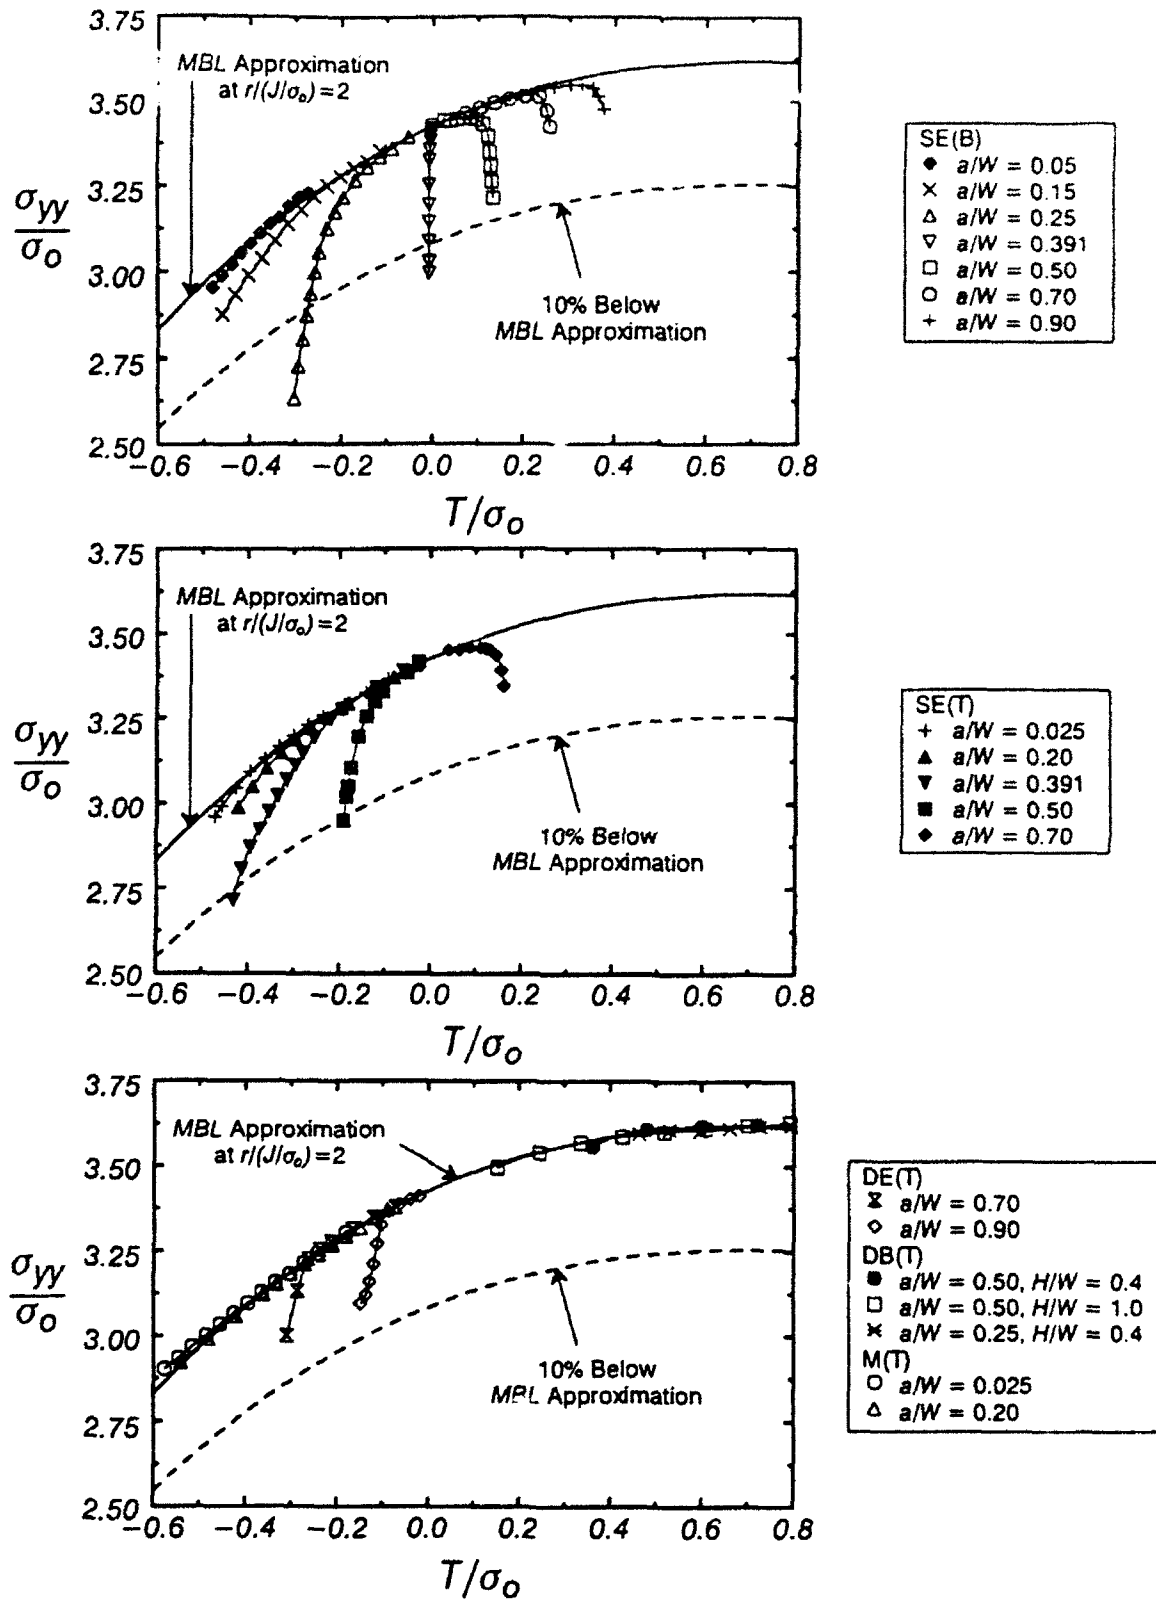 3.75
3.50
3.25
3.00
2.75
2.50
σyy
σo
MBL Approximation
at r/(J/σo)=2
10% Below
MBL Approximation
−0.6 −0.4 −0.2 0.0 0.2 0.4 0.6 0.8
T/σo
SE(B)
a/W = 0.05
a/W = 0.15
a/W = 0.25
a/W = 0.391
a/W = 0.50
a/W = 0.70
a/W = 0.90
3.75
3.50
3.25
3.00
2.75
2.50
σyy
σo
MBL Approximation
at r/(J/σo)=2
10% Below
MBL Approximation
−0.6 −0.4 −0.2 0.0 0.2 0.4 0.6 0.8
T/σo
SE(T)
a/W = 0.025
a/W = 0.20
a/W = 0.391
a/W = 0.50
a/W = 0.70
3.75
3.50
3.25
3.00
2.75
2.50
σyy
σo
MBL Approximation
at r/(J/σo)=2
10% Below
MBL Approximation
−0.6 −0.4 −0.2 0.0 0.2 0.4 0.6 0.8
T/σo
DE(T)
a/W = 0.70
a/W = 0.90
DB(T)
a/W = 0.50, H/W = 0.4
a/W = 0.50, H/W = 1.0
a/W = 0.25, H/W = 0.4
M(T)
a/W = 0.025
a/W = 0.20